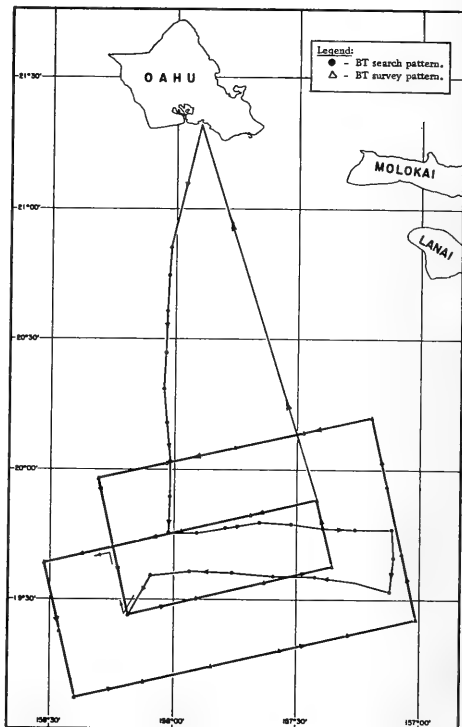 Legend:
● - BT search pattern.
△ - BT survey pattern.
OAHU
21°30'
MOLOKAI
21°00'
LANAI
20°30'
20°00'
19°30'
158°30'
158°00'
157°30'
157°00'